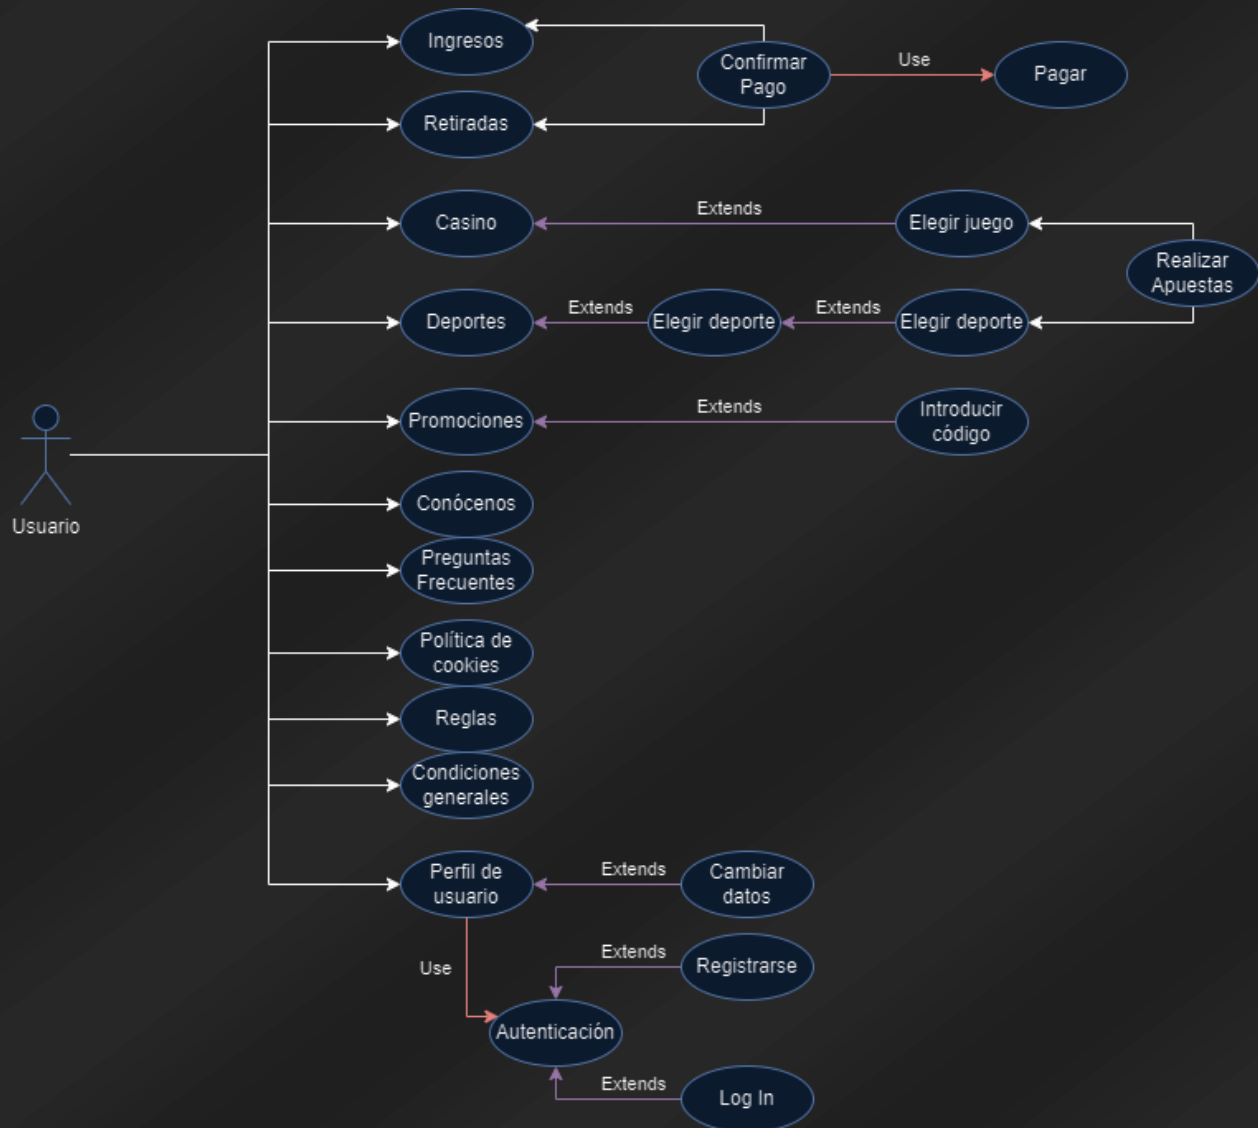 Ingresos
Confirmar
Pago
Use
Pagar
Retiradas
Casino
Extends
Elegir juego
Realizar
Apuestas
Deportes
Extends
Elegir deporte
Extends
Elegir deporte
Promociones
Extends
Introducir
código
Usuario
Conócenos
Preguntas
Frecuentes
Política de
cookies
Reglas
Condiciones
generales
Perfil de
usuario
Extends
Cambiar
datos
Use
Extends
Registrarse
Autenticación
Extends
Log In